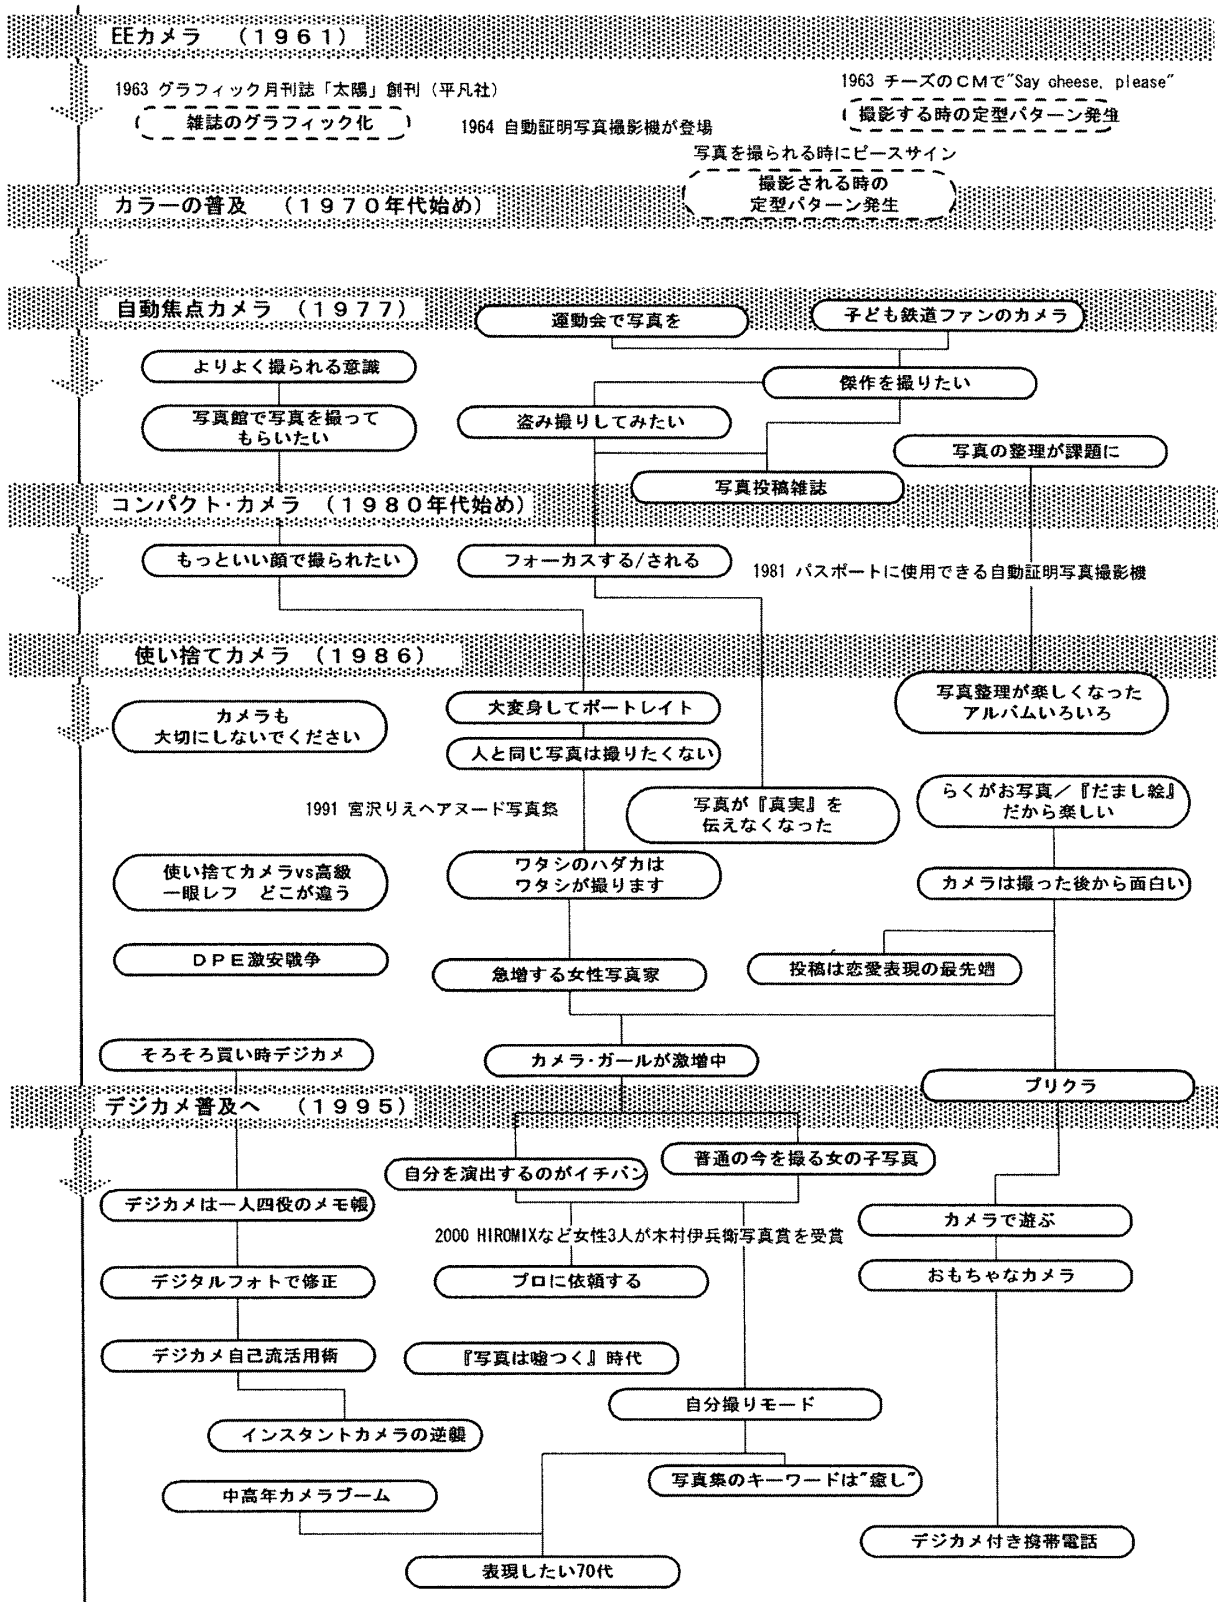 EEカメラ （1961）
1963 グラフィック月刊誌「太陽」創刊（平凡社）
雑誌のグラフィック化
1964 自動証明写真撮影機が登場
1963 チーズのCMで"Say cheese, please"
撮影する時の定型パターン発生
写真を撮られる時にピースサイン
撮影される時の
定型パターン発生
カラーの普及 （1970年代始め）
自動焦点カメラ （1977）
運動会で写真を
子ども鉄道ファンのカメラ
よりよく撮られる意識
傑作を撮りたい
写真館で写真を撮って
もらいたい
盗み撮りしてみたい
写真の整理が課題に
写真投稿雑誌
コンパクト・カメラ （1980年代始め）
もっといい顔で撮られたい
フォーカスする/される
1981 パスポートに使用できる自動証明写真撮影機
使い捨てカメラ （1986）
写真整理が楽しくなった
アルバムいろいろ
カメラも
大切にしないでください
大変身してポートレイト
人と同じ写真は撮りたくない
1991 宮沢りえヘアヌード写真集
写真が『真実』を
伝えなくなった
らくがお写真／『だまし絵』
だから楽しい
使い捨てカメラvs高級
一眼レフ どこが違う
ワタシのハダカは
ワタシが撮ります
カメラは撮った後から面白い
DPE激安戦争
急増する女性写真家
投稿は恋愛表現の最先端
そろそろ買い時デジカメ
カメラ・ガールが激増中
プリクラ
デジカメ普及へ （1995）
自分を演出するのがイチバン
普通の今を撮る女の子写真
デジカメは一人四役のメモ帳
カメラで遊ぶ
2000 HIROMIXなど女性3人が木村伊兵衛写真賞を受賞
デジタルフォトで修正
プロに依頼する
おもちゃなカメラ
デジカメ自己流活用術
『写真は嘘つく』時代
自分撮りモード
インスタントカメラの逆襲
写真集のキーワードは"癒し"
中高年カメラブーム
デジカメ付き携帯電話
表現したい70代